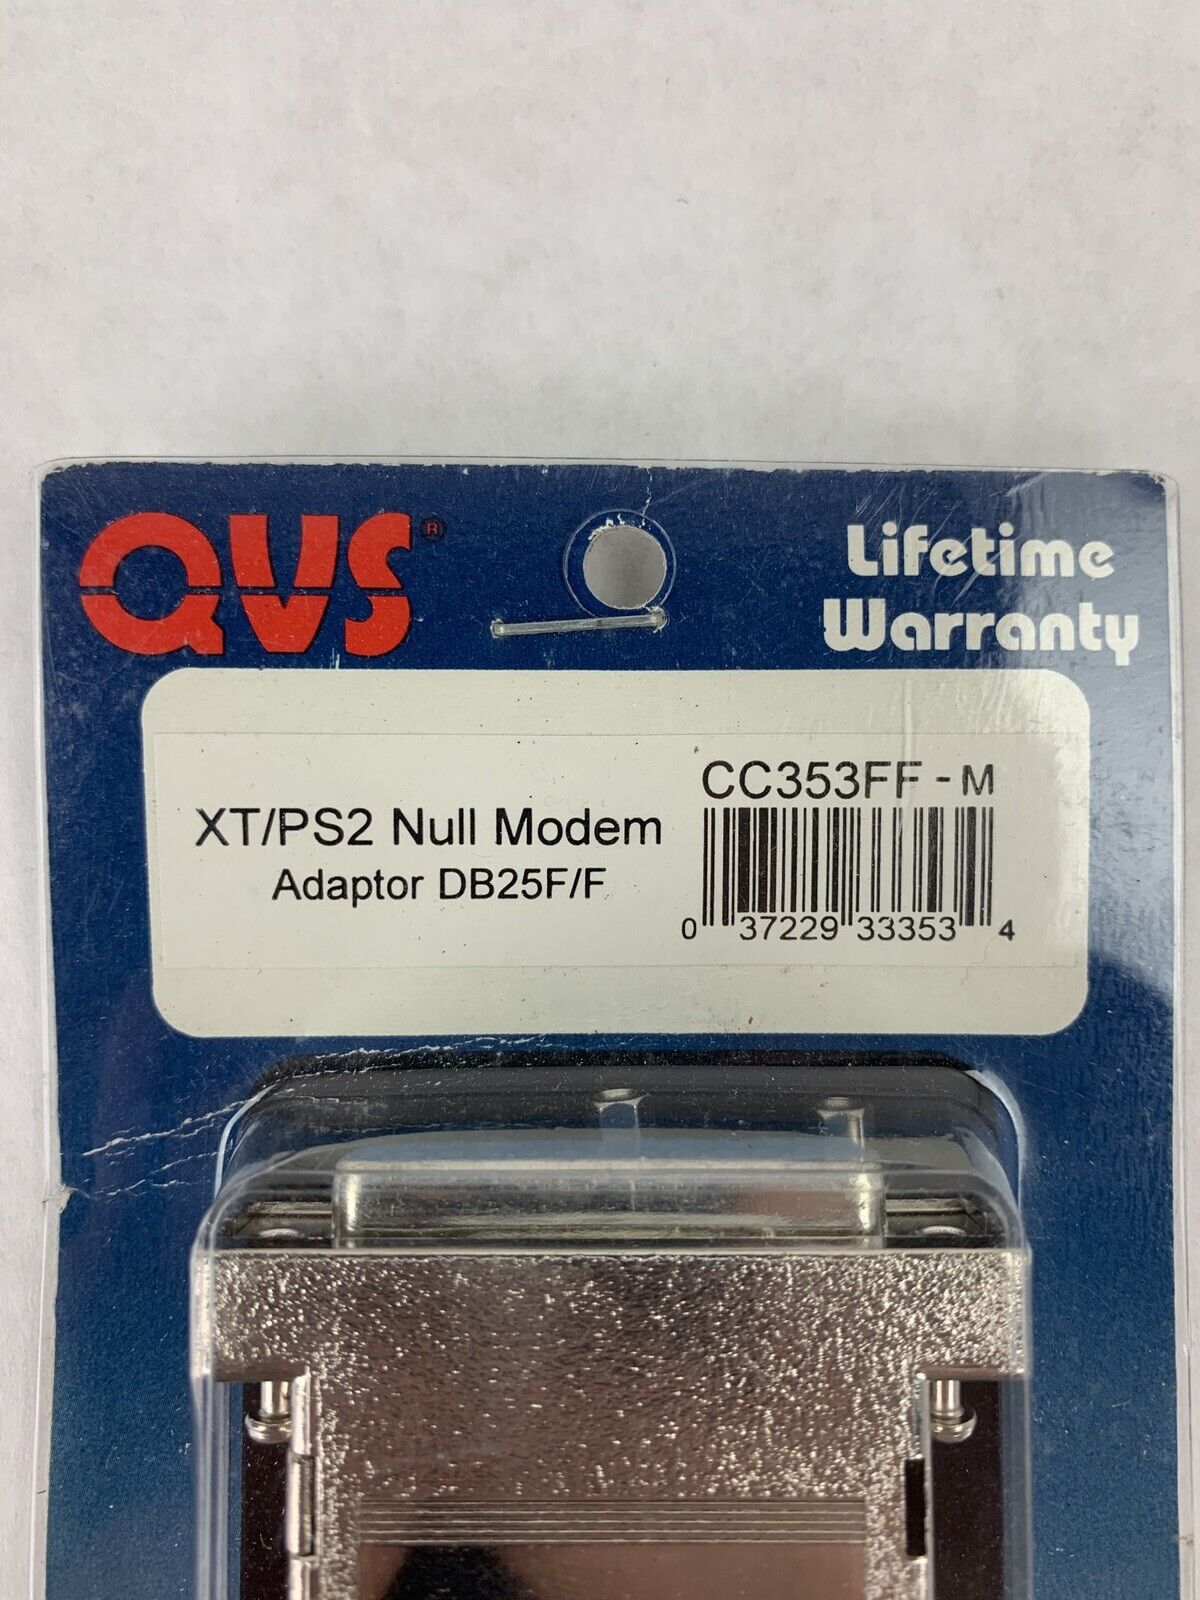 QVS®
Lifetime
Warranty
XT/PS2 Null Modem
Adaptor DB25F/F
CC353FF - M
0 37229 33353 4